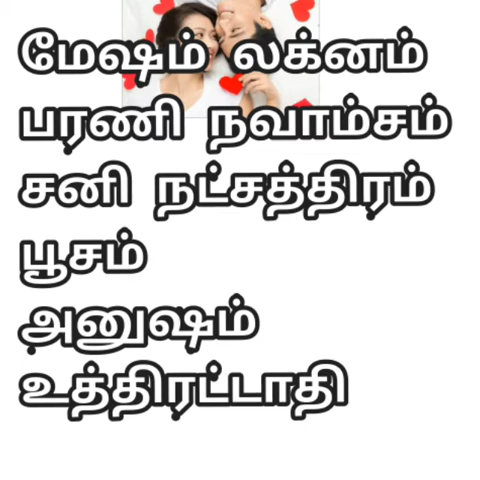 மேஷம் லக்னம்
பரணி நவாம்சம்
சனி நட்சத்திரம்
பூசம்
அனுஷம்
உத்திரட்டாதி